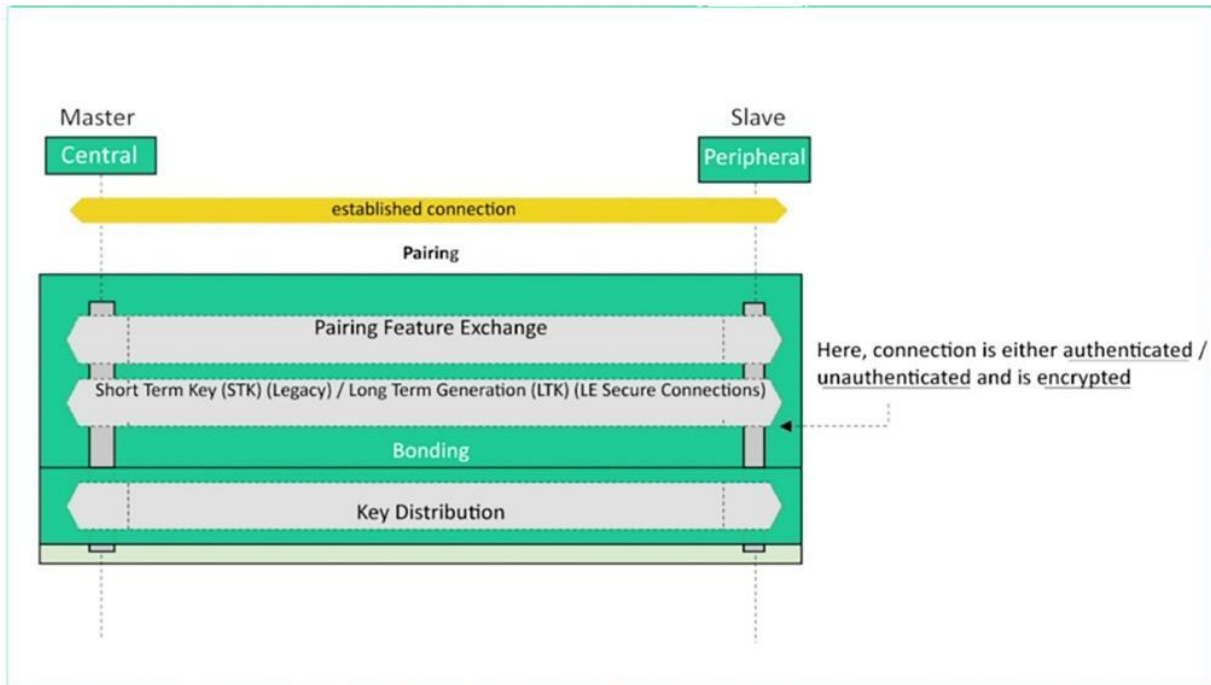 Master
Slave
Central
Peripheral
established connection
Pairing
Pairing Feature Exchange
Here, connection is either authenticated /
unauthenticated and is encrypted
Short Term Key (STK) (Legacy) / Long Term Generation (LTK) (LE Secure Connections)
Bonding
Key Distribution